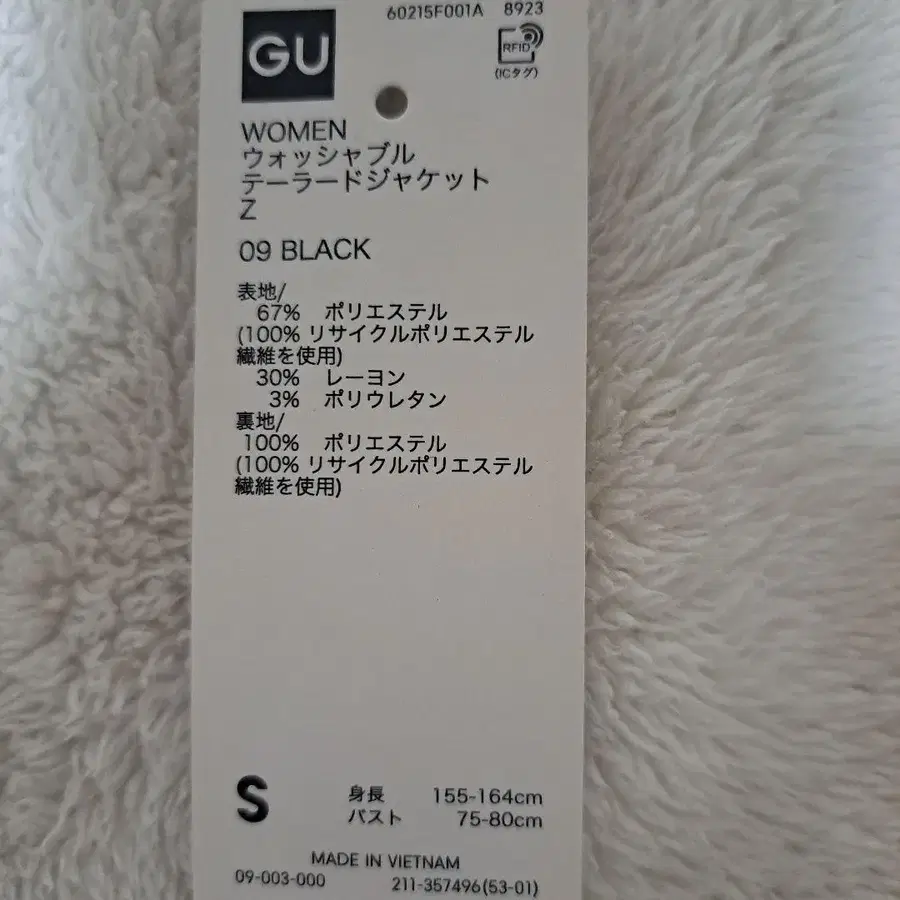 60215F001A 8923
GU
RFID
(ICタグ)
WOMEN
ウォッシャブル
テーラードジャケット
Z
09 BLACK
表地/
67% ポリエステル
(100% リサイクルポリエステル
繊維を使用)
30% レーヨン
3% ポリウレタン
裏地/
100% ポリエステル
(100% リサイクルポリエステル
繊維を使用)
S
身長 155-164cm
バスト 75-80cm
MADE IN VIETNAM
09-003-000 211-357496(53-01)